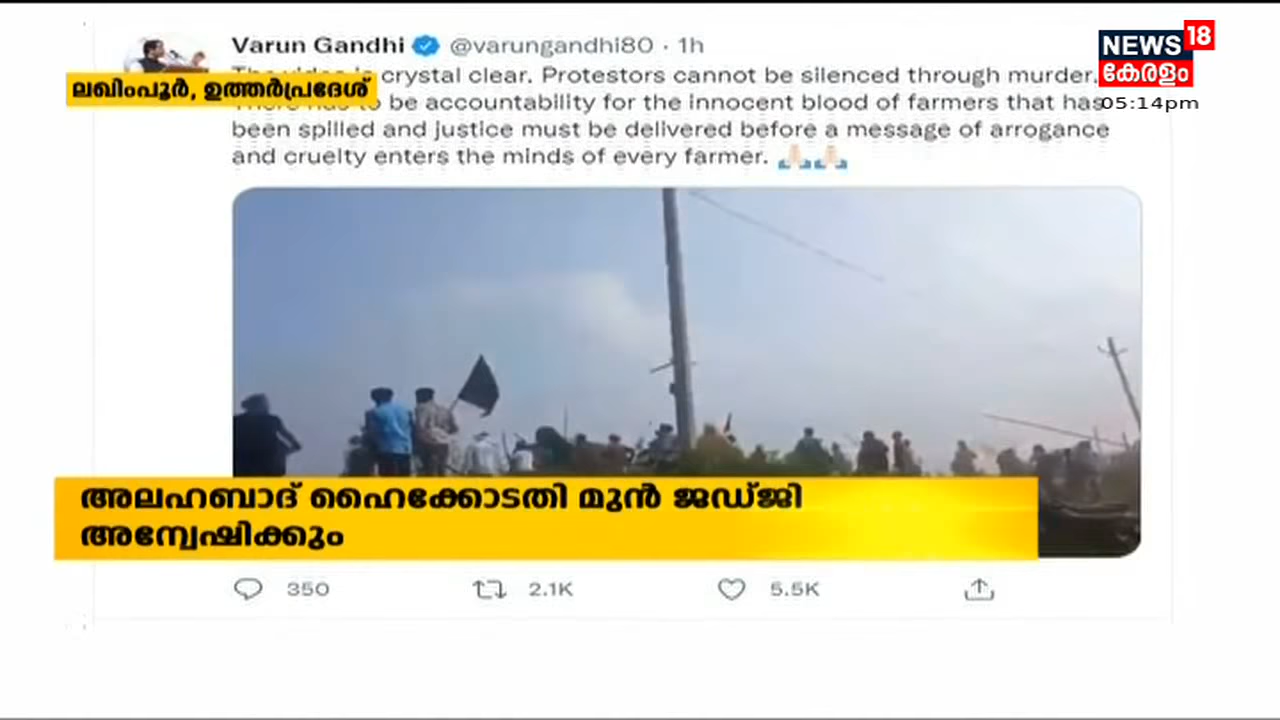 Varun Gandhi @varungandhi80 · 1h
NEWS 18
കേരളം
05:14pm
ലഖിംപൂർ, ഉത്തർപ്രദേശ്
crystal clear. Protestors cannot be silenced through murder.
be accountability for the innocent blood of farmers that has
been spilled and justice must be delivered before a message of arrogance
and cruelty enters the minds of every farmer. 🙏🏻🙏🏻
അലഹബാദ് ഹൈക്കോടതി മുൻ ജഡ്ജി
അന്വേഷിക്കും
350 2.1K 5.5K